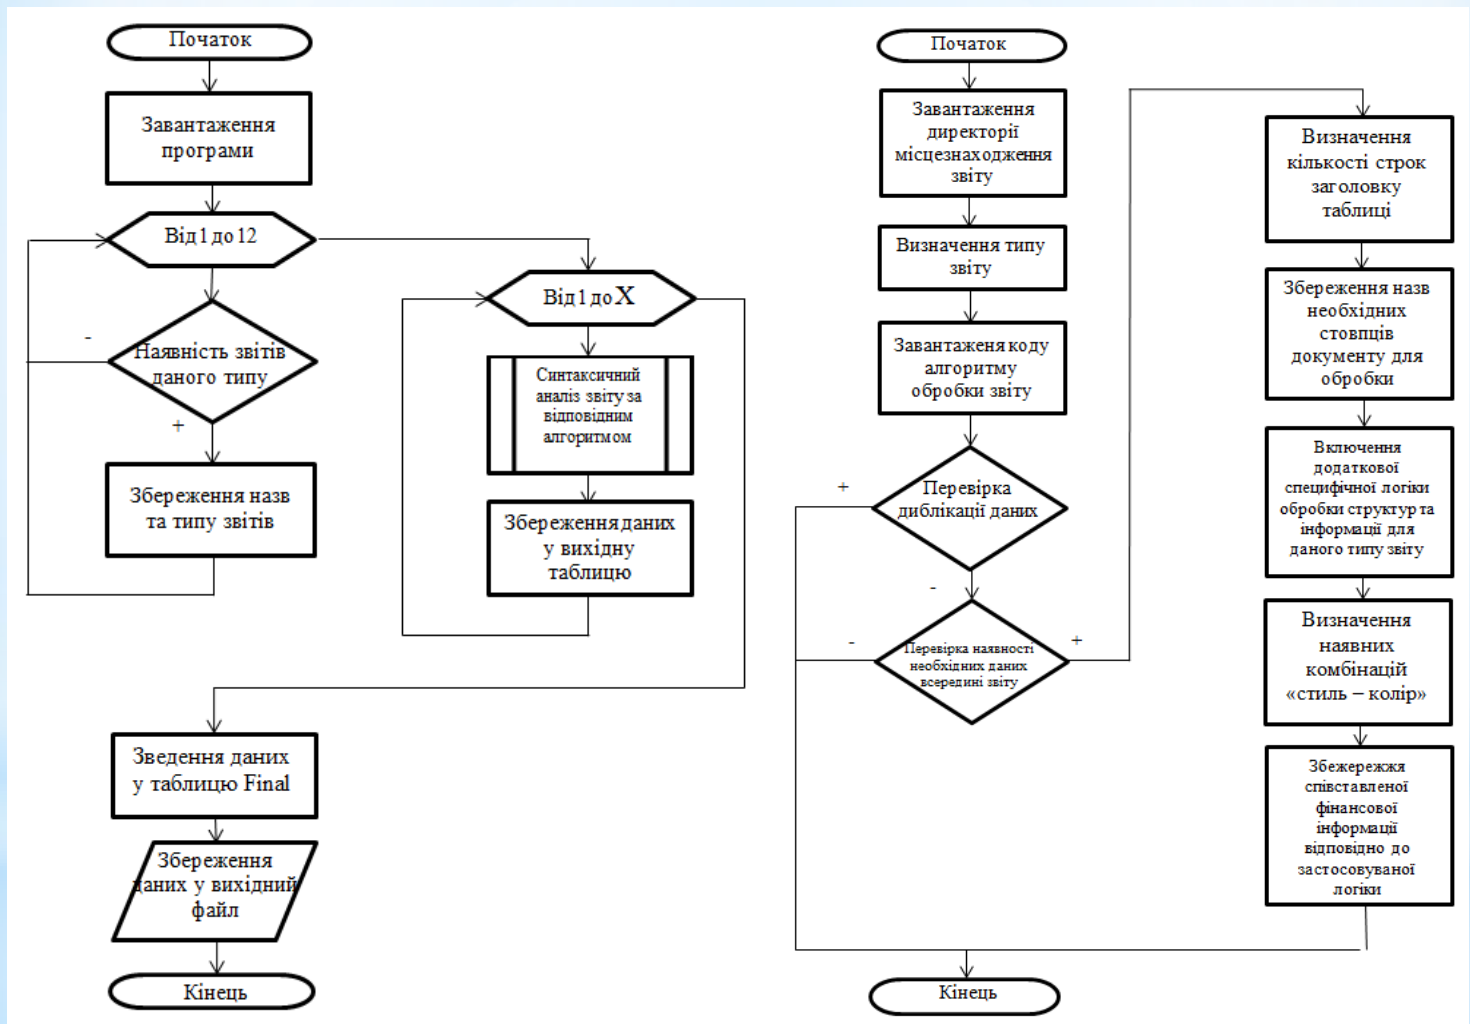 Початок
Завантаження
програми
Від 1 до 12
-
Наявність звітів
даного типу
+
Збереження назв
та типу звітів
Від 1 до X
Синтаксичний
аналіз звіту за
відповідним
алгоритмом
Збереження даних
у вихідну
таблицю
Зведення даних
у таблицю Final
Збереження
даних у вихідний
файл
Кінець
Початок
Завантаження
директорії
місцезнаходження
звіту
Визначення типу
звіту
Завантаженя коду
алгоритму
обробки звіту
+
Перевірка
диблікації даних
-
-
Перевірка наявності
необхідних даних
всередині звіту
+
Визначення
кількості строк
заголовку
таблиці
Збереження назв
необхідних
стовпців
документу для
обробки
Включення
додаткової
специфічної логіки
обробки структур та
інформації для
даного типу звіту
Визначення
наявних
комбінацій
«стиль – колір»
Збежережжя
співставленої
фінансової
інформації
відповідно до
застосовуваної
логіки
Кінець